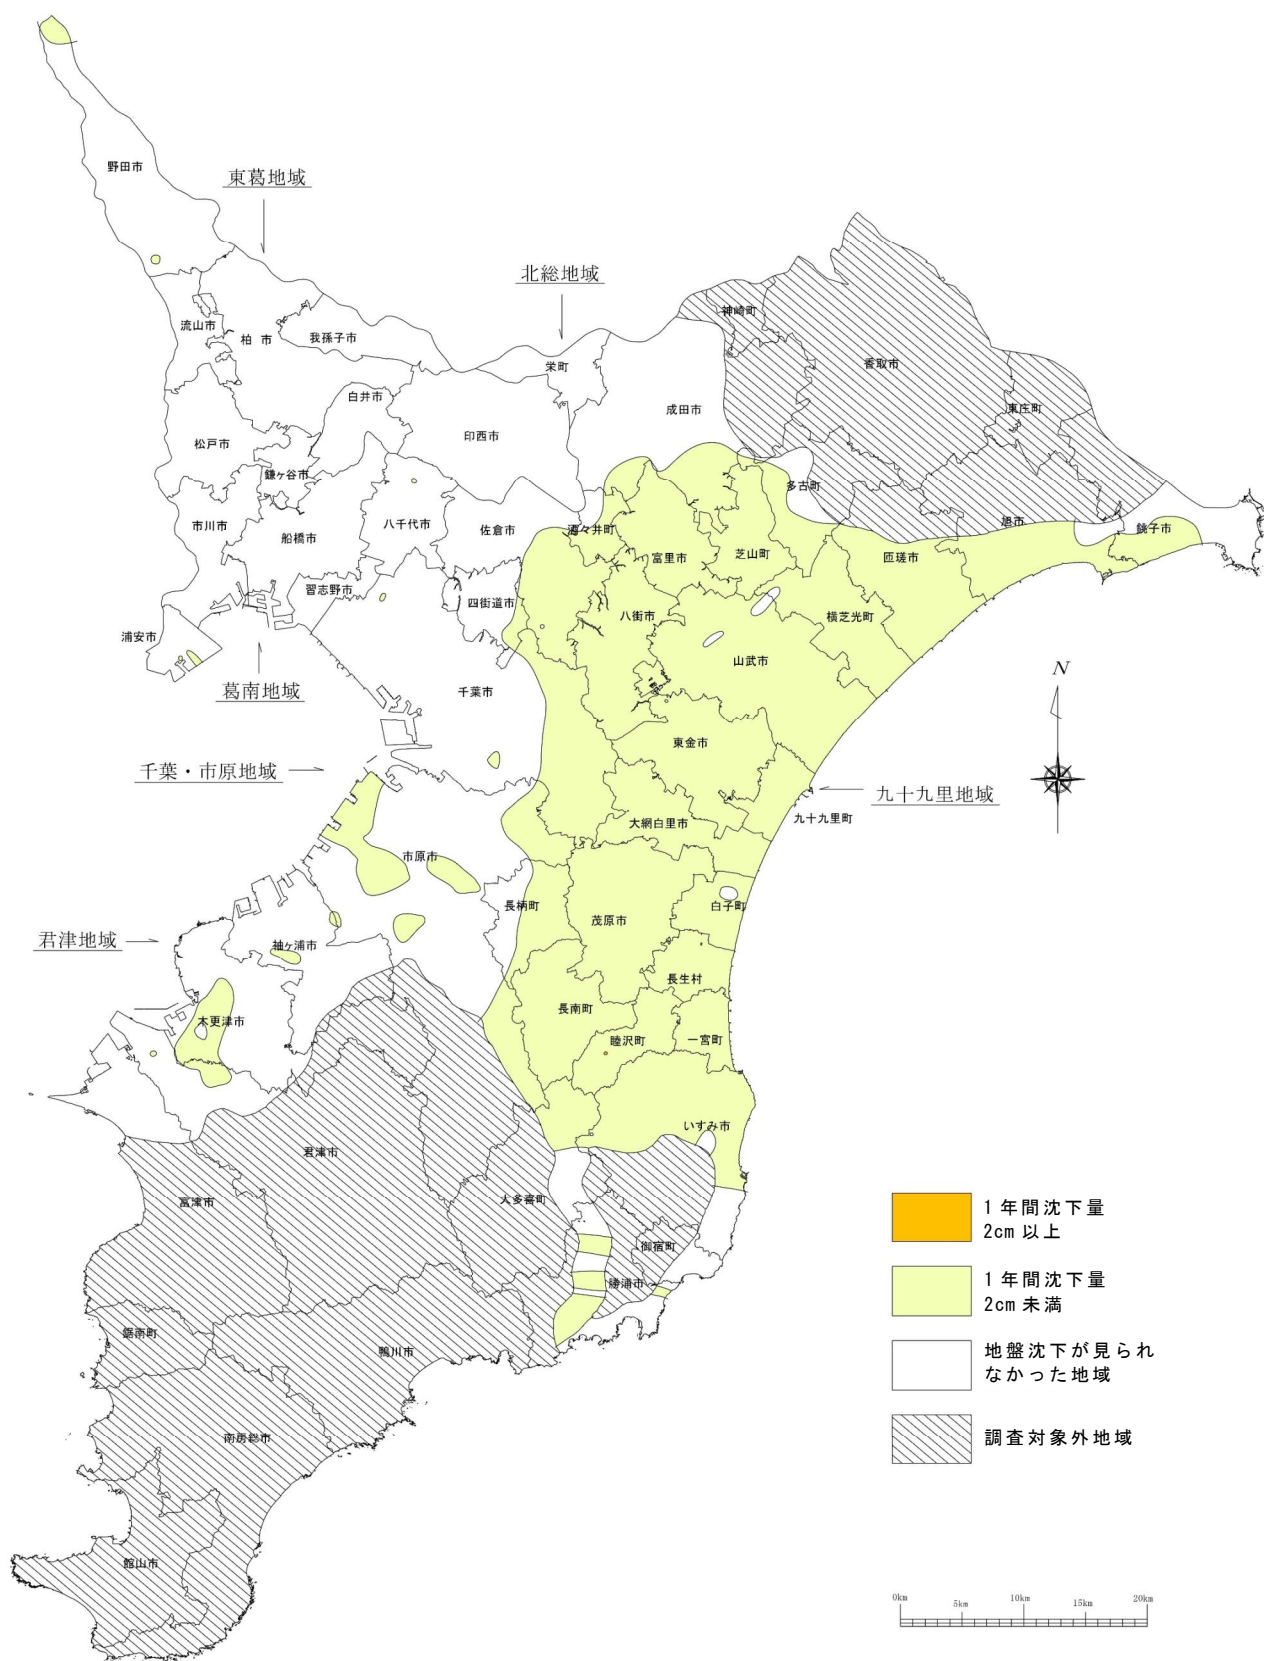 野田市
東葛地域
北総地域
神崎町
流山市
柏市
我孫子市
栄町
香取市
白井市
成田市
東庄町
印西市
松戸市
鎌ヶ谷市
多古町
市川市
船橋市
八千代市
佐倉市
酒々井町
富里市
芝山町
匝瑳市
旭市
銚子市
習志野市
四街道市
八街市
横芝光町
浦安市
山武市
葛南地域
千葉市
N
東金市
千葉・市原地域
九十九里地域
大網白里市
九十九里町
市原市
長柄町
茂原市
白子町
君津地域
袖ヶ浦市
長生村
木更津市
長南町
睦沢町
一宮町
いすみ市
君津市
富津市
大多喜町
御宿町
勝浦市
鋸南町
鴨川市
南房総市
館山市
1年間沈下量
2cm以上
1年間沈下量
2cm未満
地盤沈下が見られ
なかった地域
調査対象外地域
0km 5km 10km 15km 20km